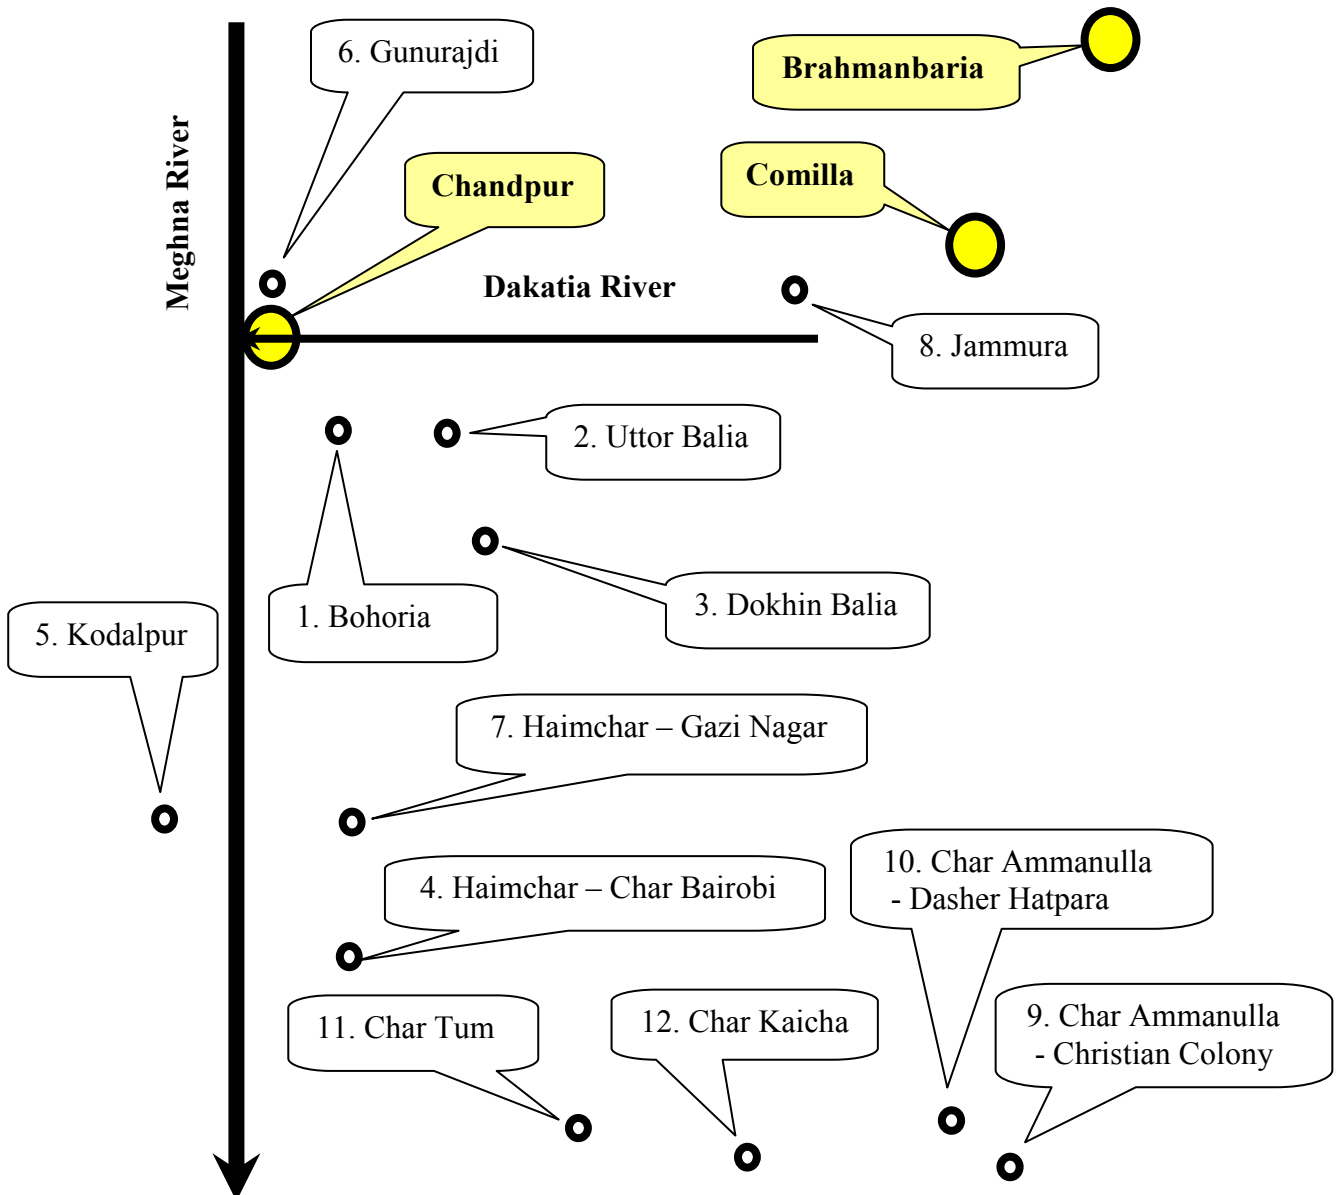 6. Gunurajdi
Brahmanbaria
Meghna River
Chandpur
Comilla
Dakatia River
8. Jammura
2. Uttor Balia
1. Bohoria
3. Dokhin Balia
5. Kodalpur
7. Haimchar – Gazi Nagar
4. Haimchar – Char Bairobi
10. Char Ammanulla
- Dasher Hatpara
11. Char Tum
12. Char Kaicha
9. Char Ammanulla
- Christian Colony